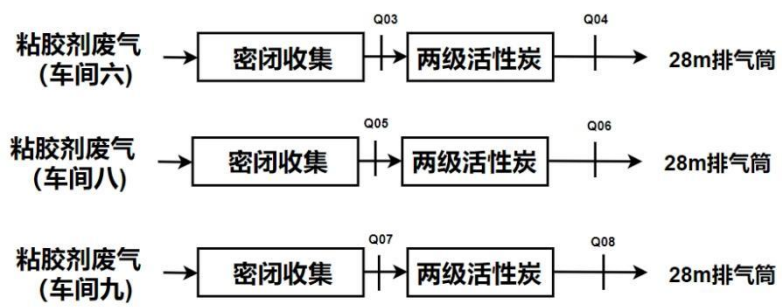 Q03
Q04
粘胶剂废气
(车间六)
密闭收集
两级活性炭
28m排气筒
Q05
Q06
粘胶剂废气
(车间八)
密闭收集
两级活性炭
28m排气筒
Q07
Q08
粘胶剂废气
(车间九)
密闭收集
两级活性炭
28m排气筒